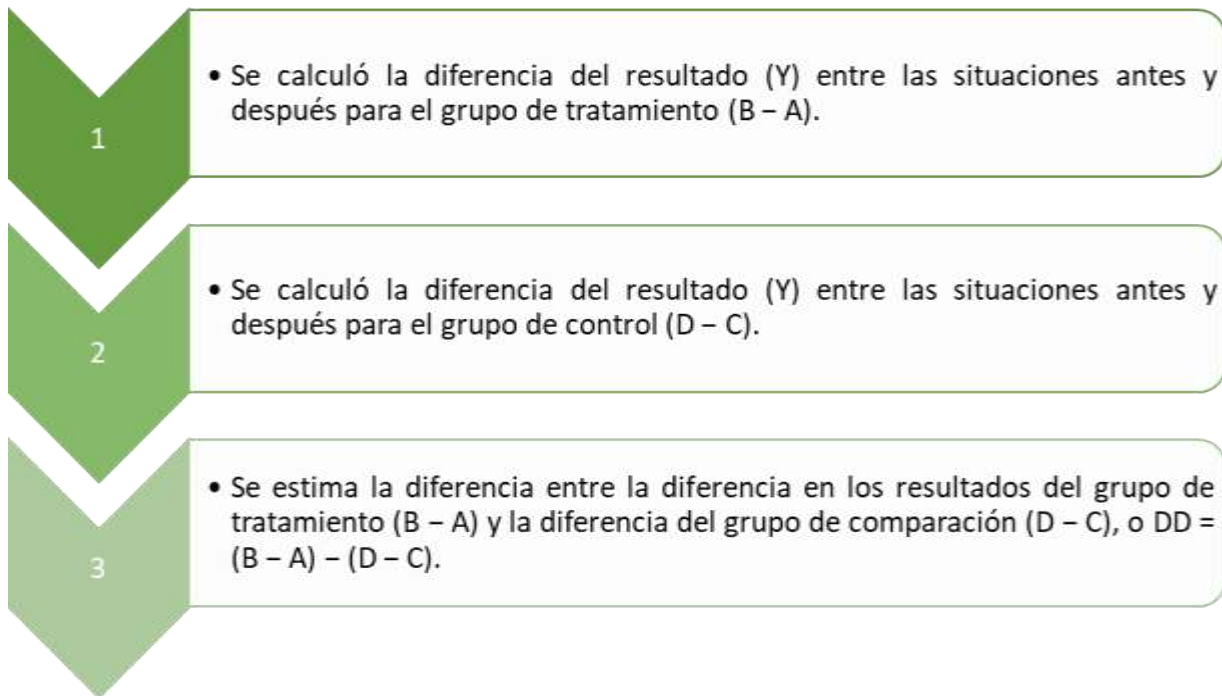 1
• Se calculó la diferencia del resultado (Y) entre las situaciones antes y
después para el grupo de tratamiento (B – A).
2
• Se calculó la diferencia del resultado (Y) entre las situaciones antes y
después para el grupo de control (D – C).
3
• Se estima la diferencia entre la diferencia en los resultados del grupo de
tratamiento (B – A) y la diferencia del grupo de comparación (D – C), o DD =
(B – A) – (D – C).